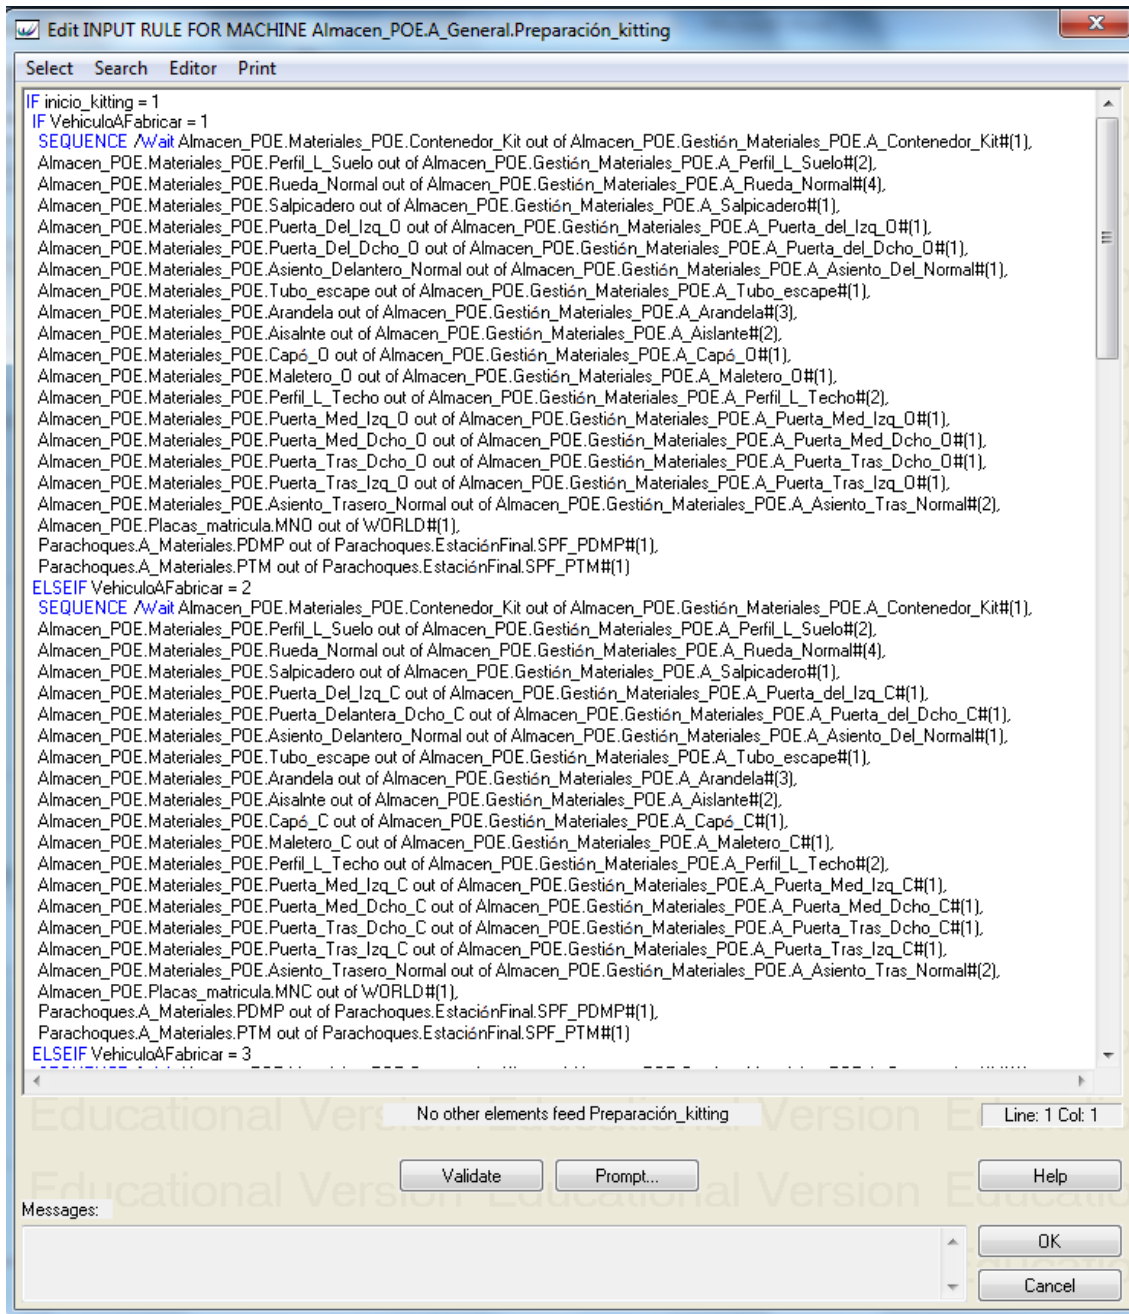 Edit INPUT RULE FOR MACHINE Almacen_POE.A_General.Preparación_kitting
Select Search Editor Print
IF inicio_kitting = 1
IF VehiculoAFabricar = 1
SEQUENCE /Wait Almacen_POE.Materiales_POE.Contenedor_Kit out of Almacen_POE.Gestión_Materiales_POE.A_Contenedor_Kit#(1),
Almacen_POE.Materiales_POE.Perfil_L_Suelo out of Almacen_POE.Gestión_Materiales_POE.A_Perfil_L_Suelo#(2),
Almacen_POE.Materiales_POE.Rueda_Normal out of Almacen_POE.Gestión_Materiales_POE.A_Rueda_Normal#(4),
Almacen_POE.Materiales_POE.Salpicadero out of Almacen_POE.Gestión_Materiales_POE.A_Salpicadero#(1),
Almacen_POE.Materiales_POE.Puerta_Del_Izq_O out of Almacen_POE.Gestión_Materiales_POE.A_Puerta_del_Izq_O#(1),
Almacen_POE.Materiales_POE.Puerta_Del_Dcho_O out of Almacen_POE.Gestión_Materiales_POE.A_Puerta_del_Dcho_O#(1),
Almacen_POE.Materiales_POE.Asiento_Delantero_Normal out of Almacen_POE.Gestión_Materiales_POE.A_Asiento_Del_Normal#(1),
Almacen_POE.Materiales_POE.Tubo_escape out of Almacen_POE.Gestión_Materiales_POE.A_Tubo_escape#(1),
Almacen_POE.Materiales_POE.Arandela out of Almacen_POE.Gestión_Materiales_POE.A_Arandela#(3),
Almacen_POE.Materiales_POE.Aisalnte out of Almacen_POE.Gestión_Materiales_POE.A_Aislante#(2),
Almacen_POE.Materiales_POE.Capó_O out of Almacen_POE.Gestión_Materiales_POE.A_Capó_O#(1),
Almacen_POE.Materiales_POE.Maletero_O out of Almacen_POE.Gestión_Materiales_POE.A_Maletero_O#(1),
Almacen_POE.Materiales_POE.Perfil_L_Techo out of Almacen_POE.Gestión_Materiales_POE.A_Perfil_L_Techo#(2),
Almacen_POE.Materiales_POE.Puerta_Med_Izq_O out of Almacen_POE.Gestión_Materiales_POE.A_Puerta_Med_Izq_O#(1),
Almacen_POE.Materiales_POE.Puerta_Med_Dcho_O out of Almacen_POE.Gestión_Materiales_POE.A_Puerta_Med_Dcho_O#(1),
Almacen_POE.Materiales_POE.Puerta_Tras_Dcho_O out of Almacen_POE.Gestión_Materiales_POE.A_Puerta_Tras_Dcho_O#(1),
Almacen_POE.Materiales_POE.Puerta_Tras_Izq_O out of Almacen_POE.Gestión_Materiales_POE.A_Puerta_Tras_Izq_O#(1),
Almacen_POE.Materiales_POE.Asiento_Trasero_Normal out of Almacen_POE.Gestión_Materiales_POE.A_Asiento_Tras_Normal#(2),
Almacen_POE.Placas_matricula.MNO out of WORLD#(1),
Parachoques.A_Materiales.PDMP out of Parachoques.EstaciónFinal.SPF_PDMP#(1),
Parachoques.A_Materiales.PTM out of Parachoques.EstaciónFinal.SPF_PTM#(1)
ELSEIF VehiculoAFabricar = 2
SEQUENCE /Wait Almacen_POE.Materiales_POE.Contenedor_Kit out of Almacen_POE.Gestión_Materiales_POE.A_Contenedor_Kit#(1),
Almacen_POE.Materiales_POE.Perfil_L_Suelo out of Almacen_POE.Gestión_Materiales_POE.A_Perfil_L_Suelo#(2),
Almacen_POE.Materiales_POE.Rueda_Normal out of Almacen_POE.Gestión_Materiales_POE.A_Rueda_Normal#(4),
Almacen_POE.Materiales_POE.Salpicadero out of Almacen_POE.Gestión_Materiales_POE.A_Salpicadero#(1),
Almacen_POE.Materiales_POE.Puerta_Del_Izq_C out of Almacen_POE.Gestión_Materiales_POE.A_Puerta_del_Izq_C#(1),
Almacen_POE.Materiales_POE.Puerta_Delantera_Dcho_C out of Almacen_POE.Gestión_Materiales_POE.A_Puerta_del_Dcho_C#(1),
Almacen_POE.Materiales_POE.Asiento_Delantero_Normal out of Almacen_POE.Gestión_Materiales_POE.A_Asiento_Del_Normal#(1),
Almacen_POE.Materiales_POE.Tubo_escape out of Almacen_POE.Gestión_Materiales_POE.A_Tubo_escape#(1),
Almacen_POE.Materiales_POE.Arandela out of Almacen_POE.Gestión_Materiales_POE.A_Arandela#(3),
Almacen_POE.Materiales_POE.Aisalnte out of Almacen_POE.Gestión_Materiales_POE.A_Aislante#(2),
Almacen_POE.Materiales_POE.Capó_C out of Almacen_POE.Gestión_Materiales_POE.A_Capó_C#(1),
Almacen_POE.Materiales_POE.Maletero_C out of Almacen_POE.Gestión_Materiales_POE.A_Maletero_C#(1),
Almacen_POE.Materiales_POE.Perfil_L_Techo out of Almacen_POE.Gestión_Materiales_POE.A_Perfil_L_Techo#(2),
Almacen_POE.Materiales_POE.Puerta_Med_Izq_C out of Almacen_POE.Gestión_Materiales_POE.A_Puerta_Med_Izq_C#(1),
Almacen_POE.Materiales_POE.Puerta_Med_Dcho_C out of Almacen_POE.Gestión_Materiales_POE.A_Puerta_Med_Dcho_C#(1),
Almacen_POE.Materiales_POE.Puerta_Tras_Dcho_C out of Almacen_POE.Gestión_Materiales_POE.A_Puerta_Tras_Dcho_C#(1),
Almacen_POE.Materiales_POE.Puerta_Tras_Izq_C out of Almacen_POE.Gestión_Materiales_POE.A_Puerta_Tras_Izq_C#(1),
Almacen_POE.Materiales_POE.Asiento_Trasero_Normal out of Almacen_POE.Gestión_Materiales_POE.A_Asiento_Tras_Normal#(2),
Almacen_POE.Placas_matricula.MNC out of WORLD#(1),
Parachoques.A_Materiales.PDMP out of Parachoques.EstaciónFinal.SPF_PDMP#(1),
Parachoques.A_Materiales.PTM out of Parachoques.EstaciónFinal.SPF_PTM#(1)
ELSEIF VehiculoAFabricar = 3
No other elements feed Preparación_kitting
Line: 1 Col: 1
Educational Version Educational Version
Validate Prompt... Help
Educational Version Educational Version
Messages:
OK
Cancel